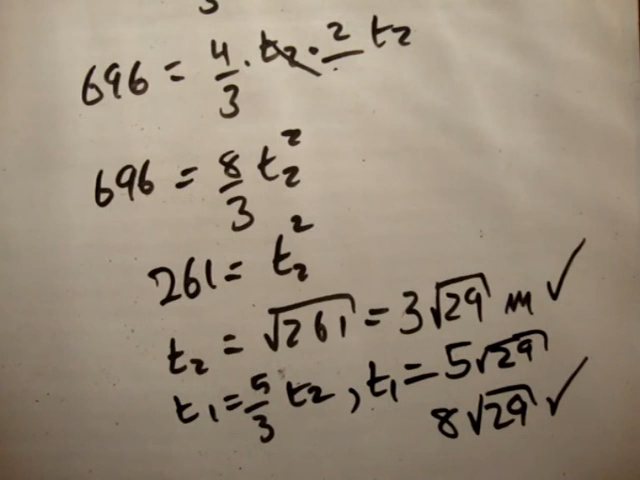 3
696 = 4/3 · t₂ · 2/ t₂
696 = 8/3 t₂²
261 = t₂²
t₂ = √261 = 3√29 m ✓
t₁ = 5/3 t₂, t₁ = 5√29
8√29 ✓